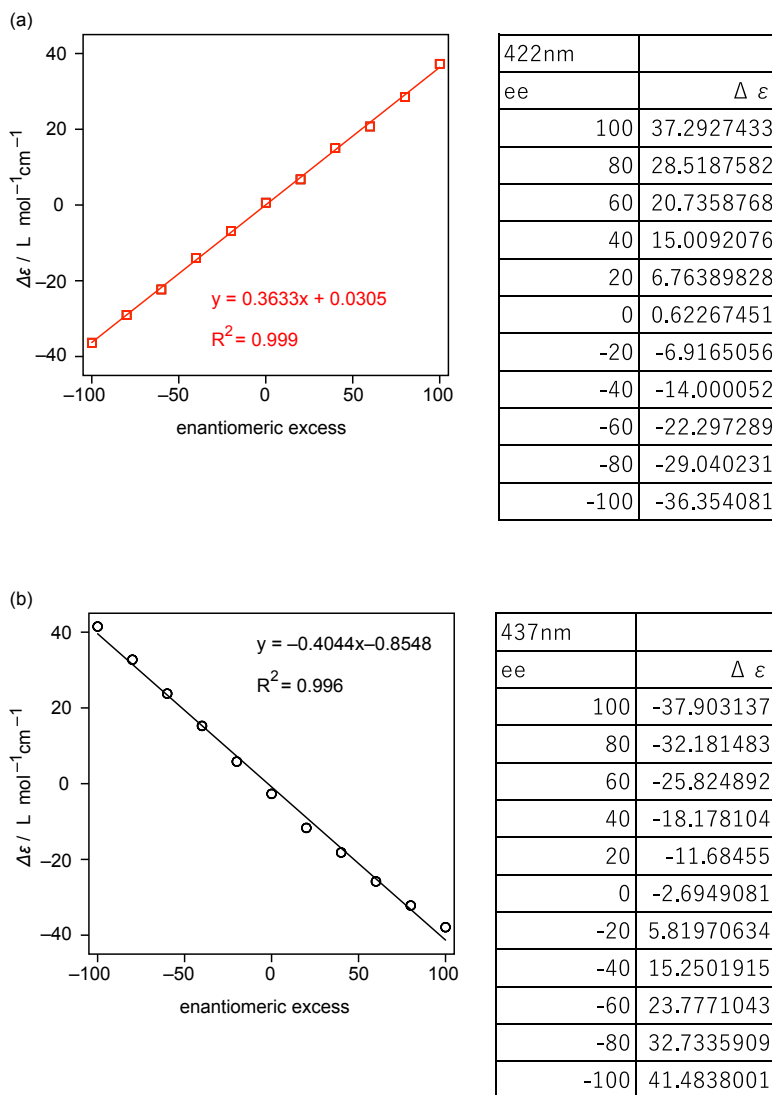 (a)
40
20
0
−20
−40
Δε / L mol−1cm−1
y = 0.3633x + 0.0305
R2 = 0.999
−100 −50 0 50 100
enantiomeric excess
422nm
ee Δ ε
100 37.2927433
80 28.5187582
60 20.7358768
40 15.0092076
20 6.76389828
0 0.62267451
-20 -6.9165056
-40 -14.000052
-60 -22.297289
-80 -29.040231
-100 -36.354081
(b)
40
20
0
−20
−40
Δε / L mol−1cm−1
y = −0.4044x−0.8548
R2 = 0.996
−100 −50 0 50 100
enantiomeric excess
437nm
ee Δ ε
100 -37.903137
80 -32.181483
60 -25.824892
40 -18.178104
20 -11.68455
0 -2.6949081
-20 5.81970634
-40 15.2501915
-60 23.7771043
-80 32.7335909
-100 41.4838001